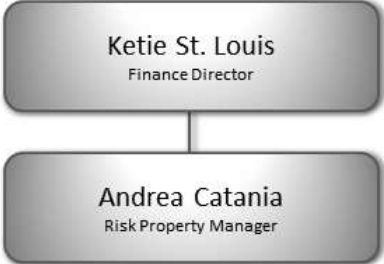 Ketie St. Louis
Finance Director
Andrea Catania
Risk Property Manager